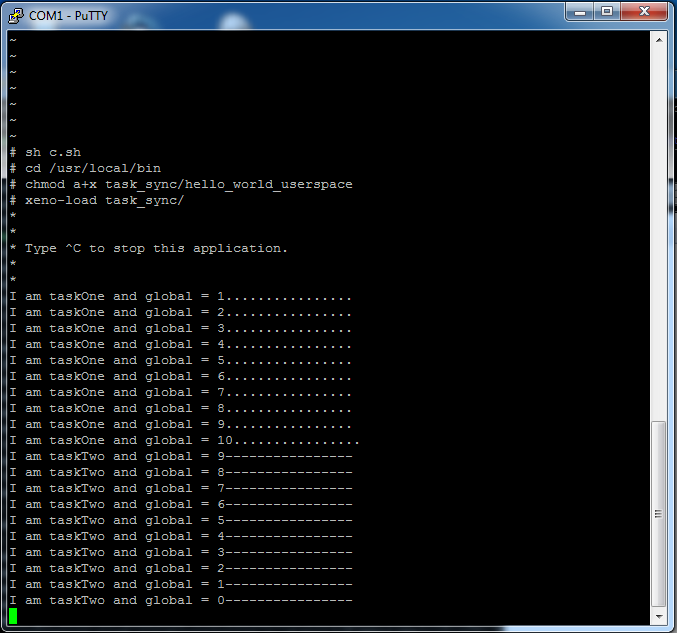 COM1 - PuTTY
~
~
~
~
~
~
~
# sh c.sh
# cd /usr/local/bin
# chmod a+x task_sync/hello_world_userspace
# xeno-load task_sync/
*
*
* Type ^C to stop this application.
*
*
I am taskOne and global = 1................
I am taskOne and global = 2................
I am taskOne and global = 3................
I am taskOne and global = 4................
I am taskOne and global = 5................
I am taskOne and global = 6................
I am taskOne and global = 7................
I am taskOne and global = 8................
I am taskOne and global = 9................
I am taskOne and global = 10................
I am taskTwo and global = 9----------------
I am taskTwo and global = 8----------------
I am taskTwo and global = 7----------------
I am taskTwo and global = 6----------------
I am taskTwo and global = 5----------------
I am taskTwo and global = 4----------------
I am taskTwo and global = 3----------------
I am taskTwo and global = 2----------------
I am taskTwo and global = 1----------------
I am taskTwo and global = 0----------------